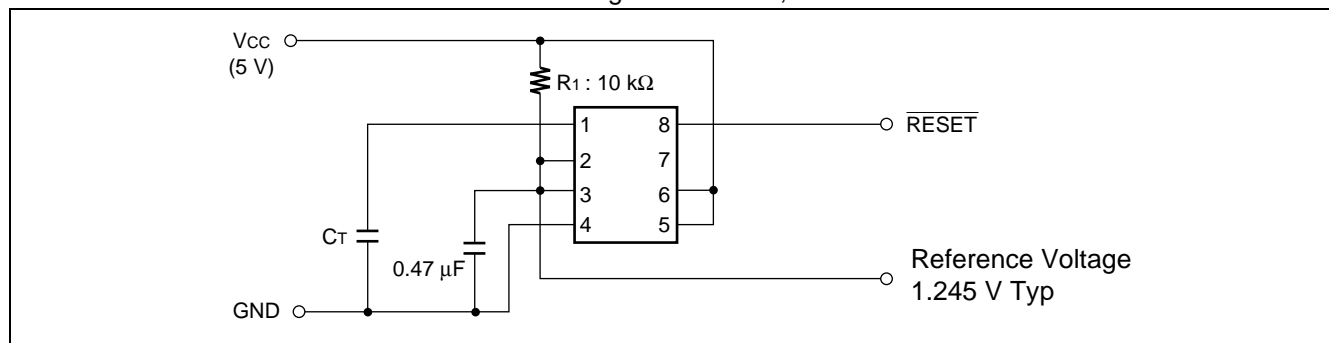 VCC
(5 V)
R1 : 10 kΩ
1 8
2 7
3 6
4 5
RESET
CT
0.47 μF
Reference Voltage
1.245 V Typ
GND